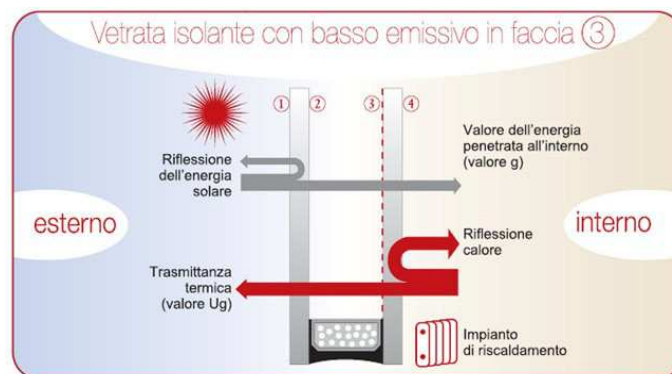 Vetrata isolante con basso emissivo in faccia ③
① ② ③ ④
Riflessione
dell'energia
solare
Valore dell'energia
penetrata all'interno
(valore g)
esterno
interno
Riflessione
calore
Trasmittanza
termica
(valore Ug)
Impianto
di riscaldamento